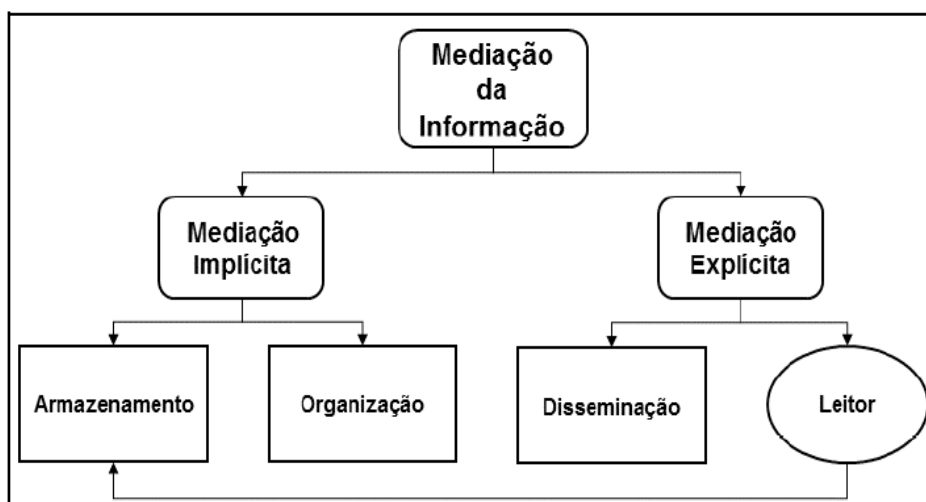 Mediação
da
Informação
Mediação
Implícita
Mediação
Explícita
Armazenamento
Organização
Disseminação
Leitor